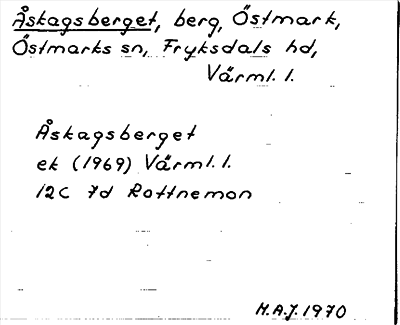 Åskagsberget, berg, Östmark,
Östmarks sn, Fryksdals hd,
Värml. l.
Åskagsberget
ek (1969) Värml. l.
12C 7d Rottnemon
M.A.J. 1970